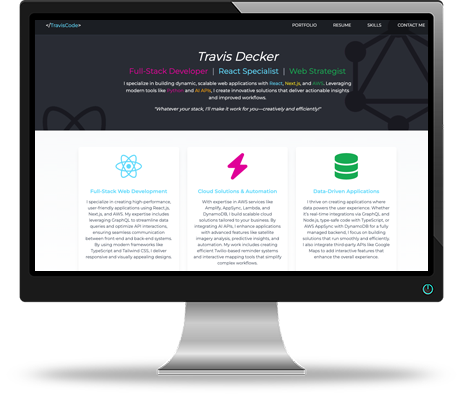 </TravisCode>
PORTFOLIO RESUME SKILLS CONTACT ME
Travis Decker
Full-Stack Developer | React Specialist | Web Strategist
I specialize in building dynamic, scalable web applications with React, Next.js, and AWS. Leveraging
modern tools like Python and AI APIs, I create innovative solutions that deliver actionable insights
and improved workflows.
"Whatever your stack, I'll make it work for you—creatively and efficiently!"
Full-Stack Web Development
I specialize in creating high-performance,
user-friendly applications using React.js,
Next.js, and AWS. My expertise includes
leveraging GraphQL to streamline data
queries and optimize API interactions,
ensuring seamless communication
between front-end and back-end systems.
By using modern frameworks like
TypeScript and Tailwind CSS, I deliver
responsive and visually appealing designs.
Cloud Solutions & Automation
With expertise in AWS services like
Amplify, AppSync, Lambda, and
DynamoDB, I build scalable cloud
solutions tailored to your business. By
integrating AI APIs, I enhance applications
with advanced features like satellite
imagery analysis, predictive insights, and
automation. My work includes creating
efficient Twilio-based reminder systems
and interactive mapping tools that simplify
complex workflows.
Data-Driven Applications
I thrive on creating applications where
data powers the user experience. Whether
it's real-time integrations via GraphQL and
Node.js, type-safe code with TypeScript, or
AWS AppSync with DynamoDB for a fully
managed backend, I focus on building
solutions that run smoothly and efficiently.
I also integrate third-party APIs like Google
Maps to add interactive features that
enhance the overall experience.